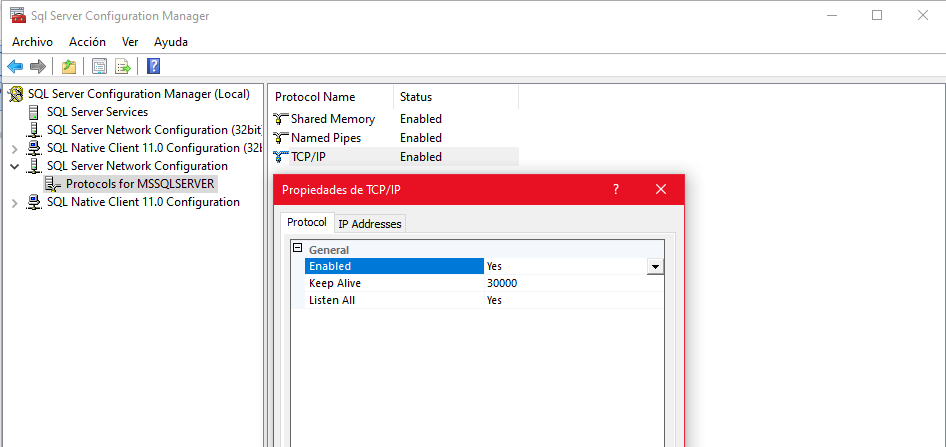 Sql Server Configuration Manager
Archivo Acción Ver Ayuda
SQL Server Configuration Manager (Local)
SQL Server Services
SQL Server Network Configuration (32bit
SQL Native Client 11.0 Configuration (32b
SQL Server Network Configuration
Protocols for MSSQLSERVER
SQL Native Client 11.0 Configuration
Protocol Name Status
Shared Memory Enabled
Named Pipes Enabled
TCP/IP Enabled
Propiedades de TCP/IP ?
Protocol IP Addresses
General
Enabled Yes
Keep Alive 30000
Listen All Yes